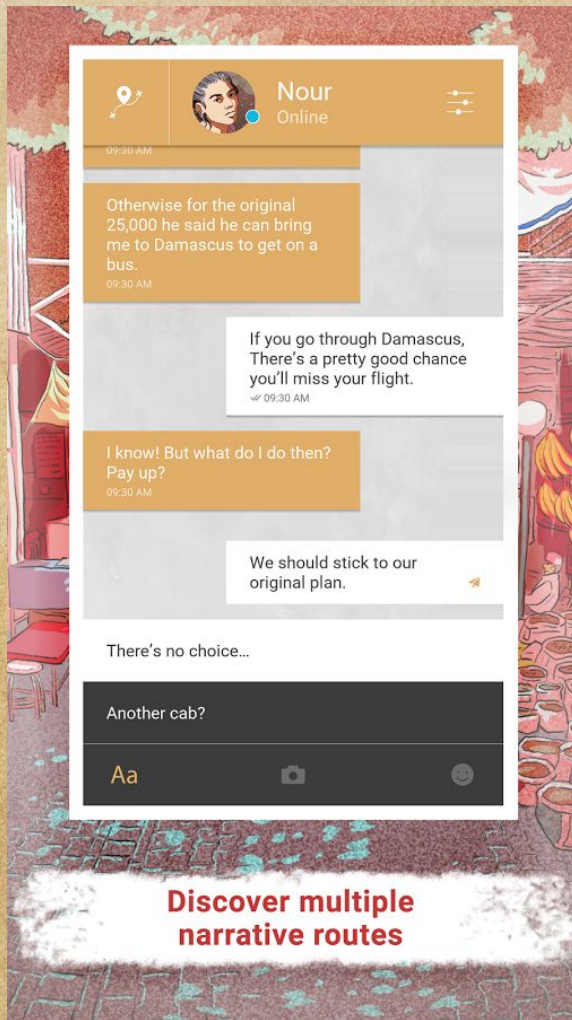 Nour
Online
09:30 AM
Otherwise for the original
25,000 he said he can bring
me to Damascus to get on a
bus.
09:30 AM
If you go through Damascus,
There's a pretty good chance
you'll miss your flight.
09:30 AM
I know! But what do I do then?
Pay up?
09:30 AM
We should stick to our
original plan.
There's no choice…
Another cab?
Aa
Discover multiple
narrative routes